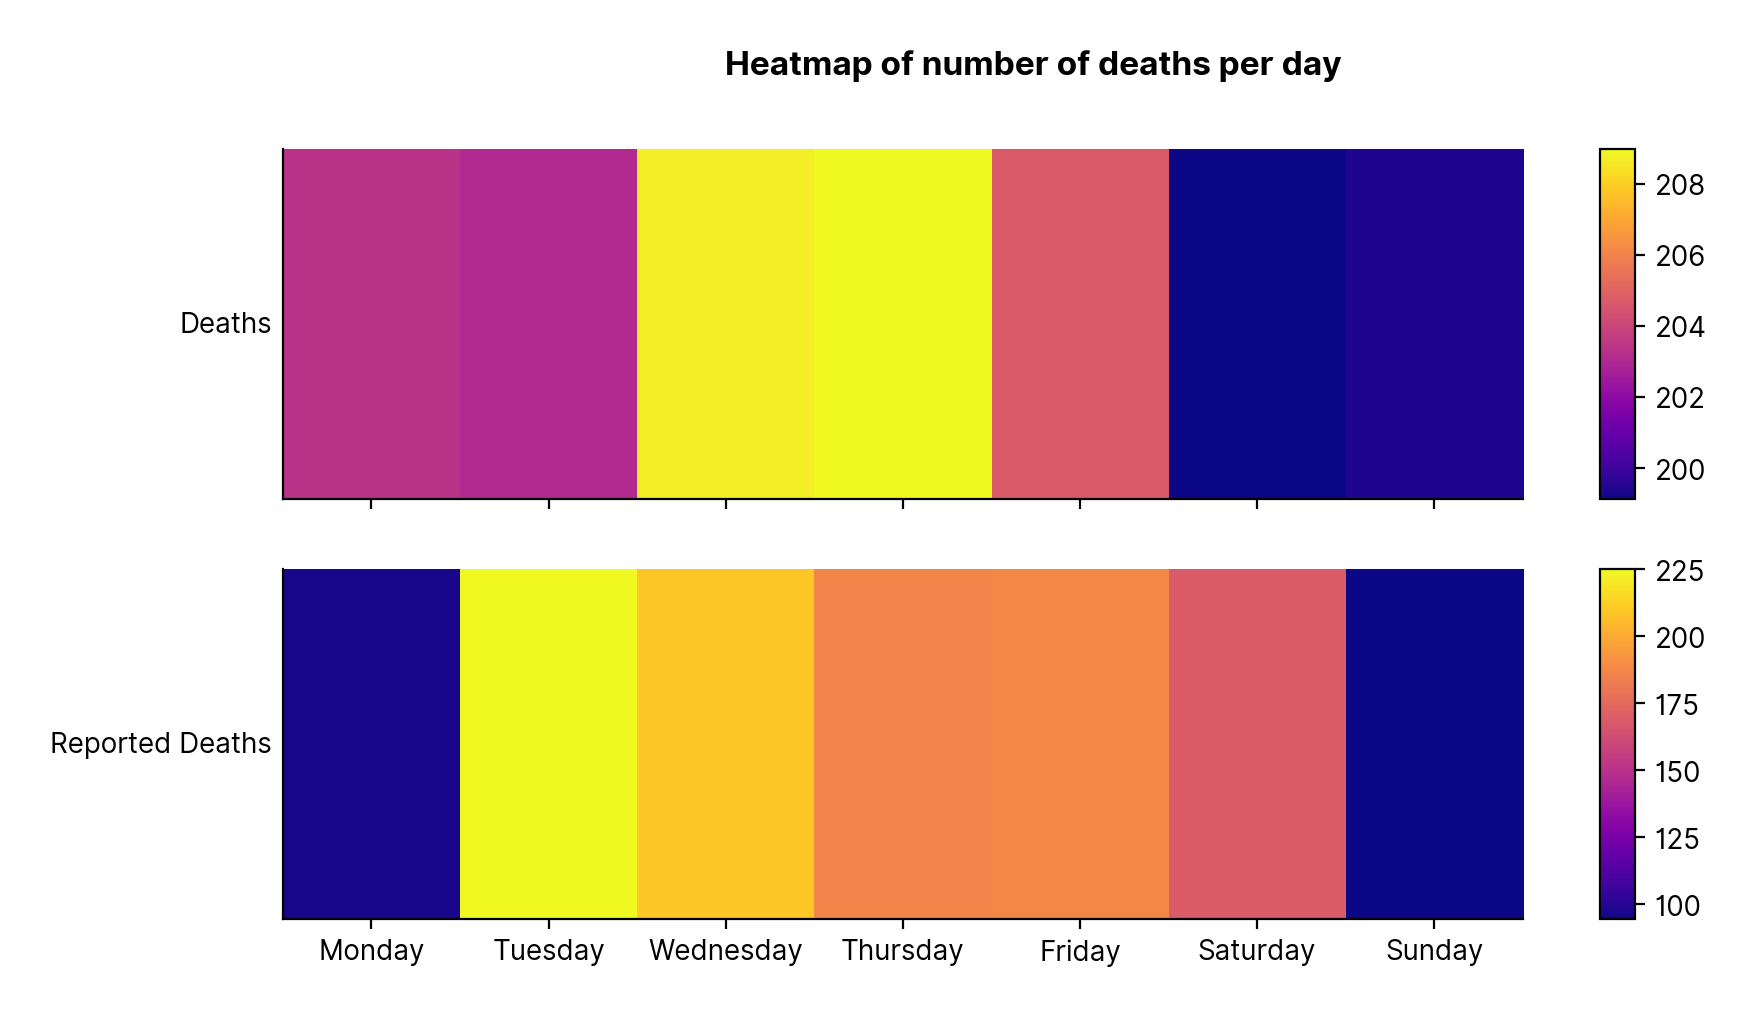 Heatmap of number of deaths per day
Deaths
208
206
204
202
200
Reported Deaths
225
200
175
150
125
100
Monday Tuesday Wednesday Thursday Friday Saturday Sunday